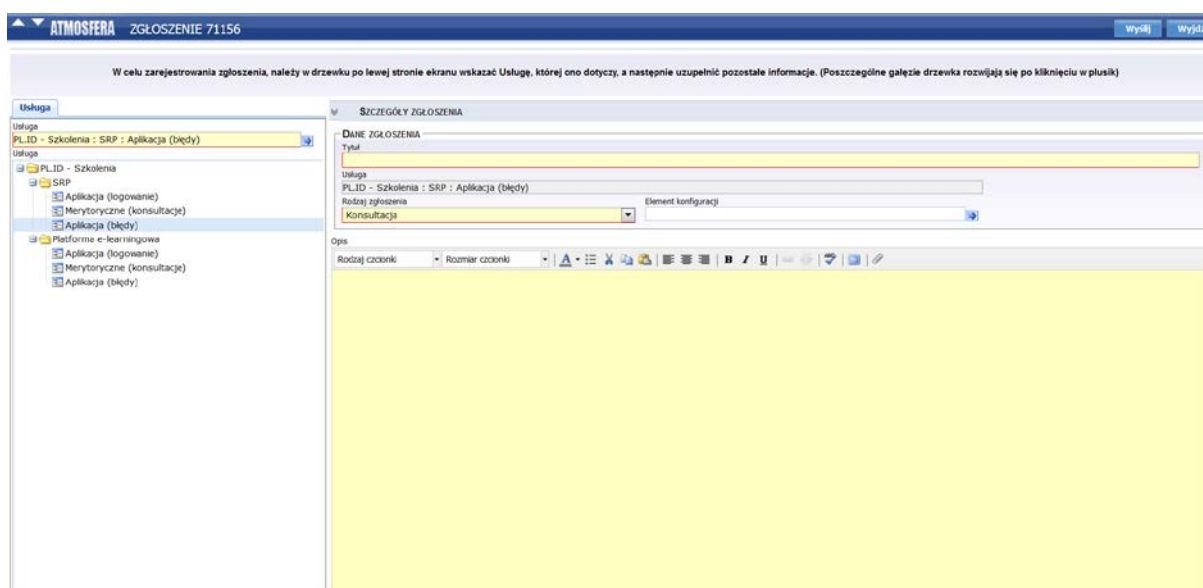 ATMOSFERA ZGŁOSZENIE 71156
Wyślij
W celu zarejestrowania zgłoszenia, należy w drzewku po lewej stronie ekranu wskazać Usługę, której ono dotyczy, a następnie uzupełnić pozostałe informacje. (Poszczególne gałęzie drzewka rozwijają się po kliknięciu w plusik)
Usługa
Usługa
PL.ID - Szkolenia : SRP : Aplikacja (błędy)
Usługa
PL.ID - Szkolenia
SRP
Aplikacja (logowanie)
Merytoryczne (konsultacje)
Aplikacja (błędy)
Platforma e-learningowa
Aplikacja (logowanie)
Merytoryczne (konsultacje)
Aplikacja (błędy)
SZCZEGÓŁY ZGŁOSZENIA
DANE ZGŁOSZENIA
Tytuł
Usługa
PL.ID - Szkolenia : SRP : Aplikacja (błędy)
Rodzaj zgłoszenia Element konfiguracji
Konsultacja
Opis
Rodzaj czcionki Rozmiar czcionki A B I U